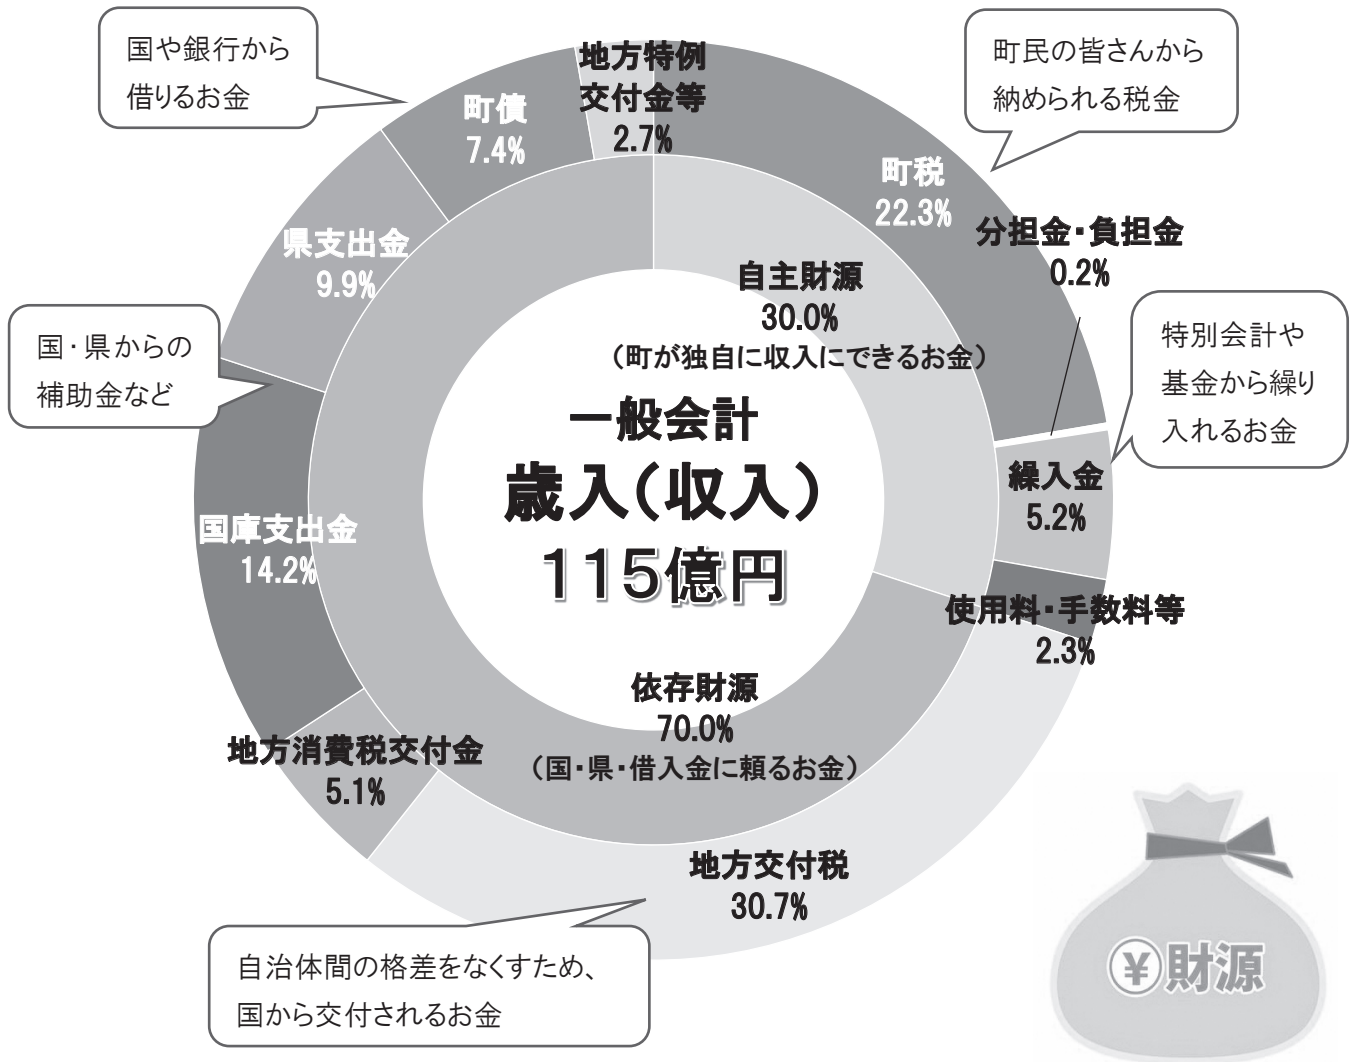 国や銀行から
借りるお金
地方特例
交付金等
2.7%
町民の皆さんから
納められる税金
町債
7.4%
町税
22.3%
分担金・負担金
0.2%
県支出金
9.9%
自主財源
30.0%
（町が独自に収入にできるお金）
国・県からの
補助金など
特別会計や
基金から繰り
入れるお金
一般会計
歳入（収入）
115億円
繰入金
5.2%
国庫支出金
14.2%
使用料・手数料等
2.3%
依存財源
70.0%
（国・県・借入金に頼るお金）
地方消費税交付金
5.1%
地方交付税
30.7%
自治体間の格差をなくすため、
国から交付されるお金
¥財源